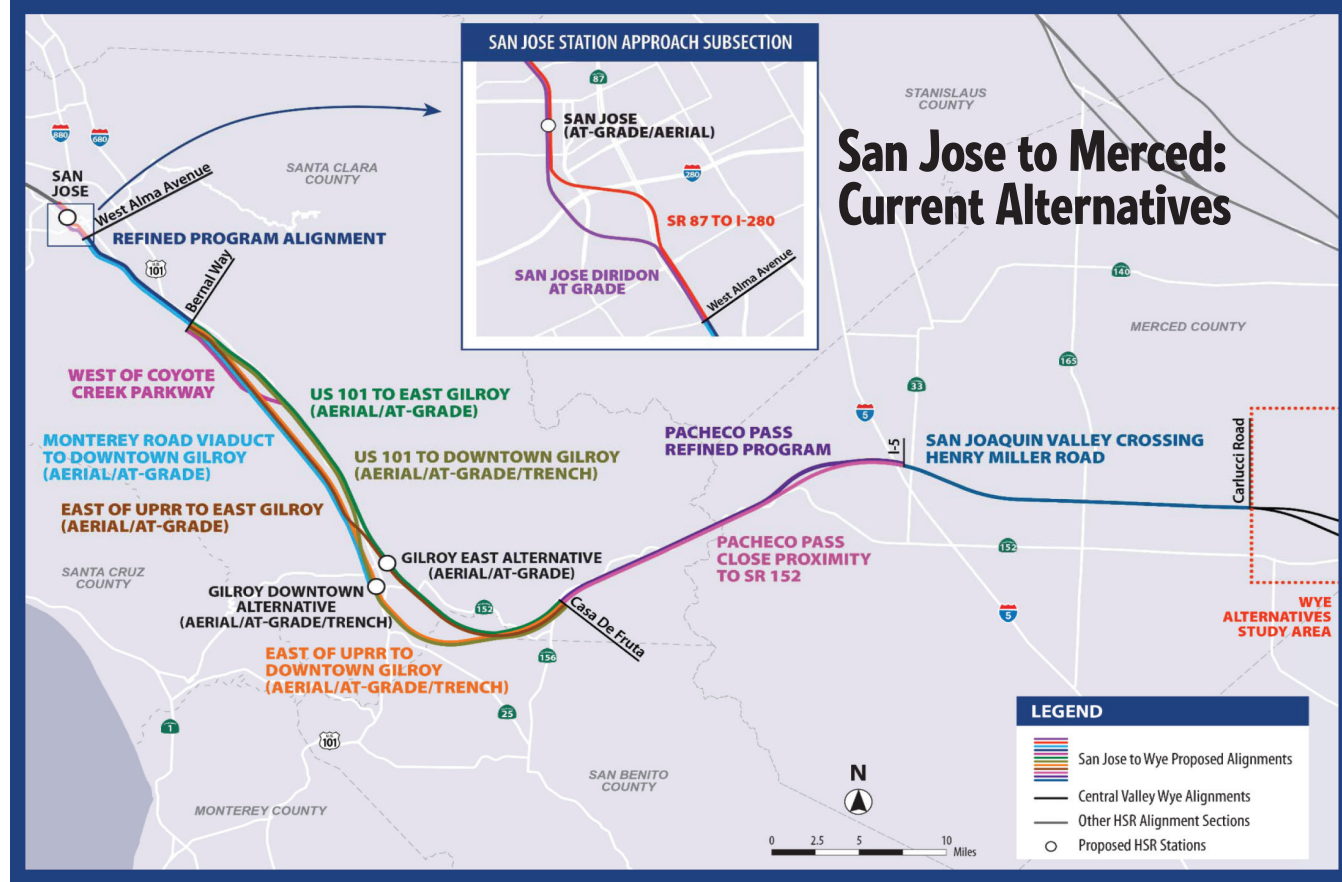 SAN JOSE STATION APPROACH SUBSECTION
87
SAN JOSE
(AT-GRADE/AERIAL)
280
SR 87 TO I-280
SAN JOSE DIRIDON
AT GRADE
West Alma Avenue
San Jose to Merced:
Current Alternatives
STANISLAUS
COUNTY
880
680
SAN
JOSE
West Alma Avenue
SANTA CLARA
COUNTY
REFINED PROGRAM ALIGNMENT
101
Bernal Way
140
MERCED COUNTY
165
33
5
WEST OF COYOTE
CREEK PARKWAY
US 101 TO EAST GILROY
(AERIAL/AT-GRADE)
MONTEREY ROAD VIADUCT
TO DOWNTOWN GILROY
(AERIAL/AT-GRADE)
US 101 TO DOWNTOWN GILROY
(AERIAL/AT-GRADE/TRENCH)
PACHECO PASS
REFINED PROGRAM
I-5
SAN JOAQUIN VALLEY CROSSING
HENRY MILLER ROAD
Carlucci Road
EAST OF UPRR TO EAST GILROY
(AERIAL/AT-GRADE)
PACHECO PASS
CLOSE PROXIMITY
TO SR 152
152
SANTA CRUZ
COUNTY
GILROY EAST ALTERNATIVE
(AERIAL/AT-GRADE)
GILROY DOWNTOWN
ALTERNATIVE
(AERIAL/AT-GRADE/TRENCH)
152
Casa De Fruta
5
WYE
ALTERNATIVES
STUDY AREA
EAST OF UPRR TO
DOWNTOWN GILROY
(AERIAL/AT-GRADE/TRENCH)
156
25
1
101
MONTEREY COUNTY
SAN BENITO
COUNTY
N
0 2.5 5 10
Miles
LEGEND
San Jose to Wye Proposed Alignments
Central Valley Wye Alignments
Other HSR Alignment Sections
Proposed HSR Stations